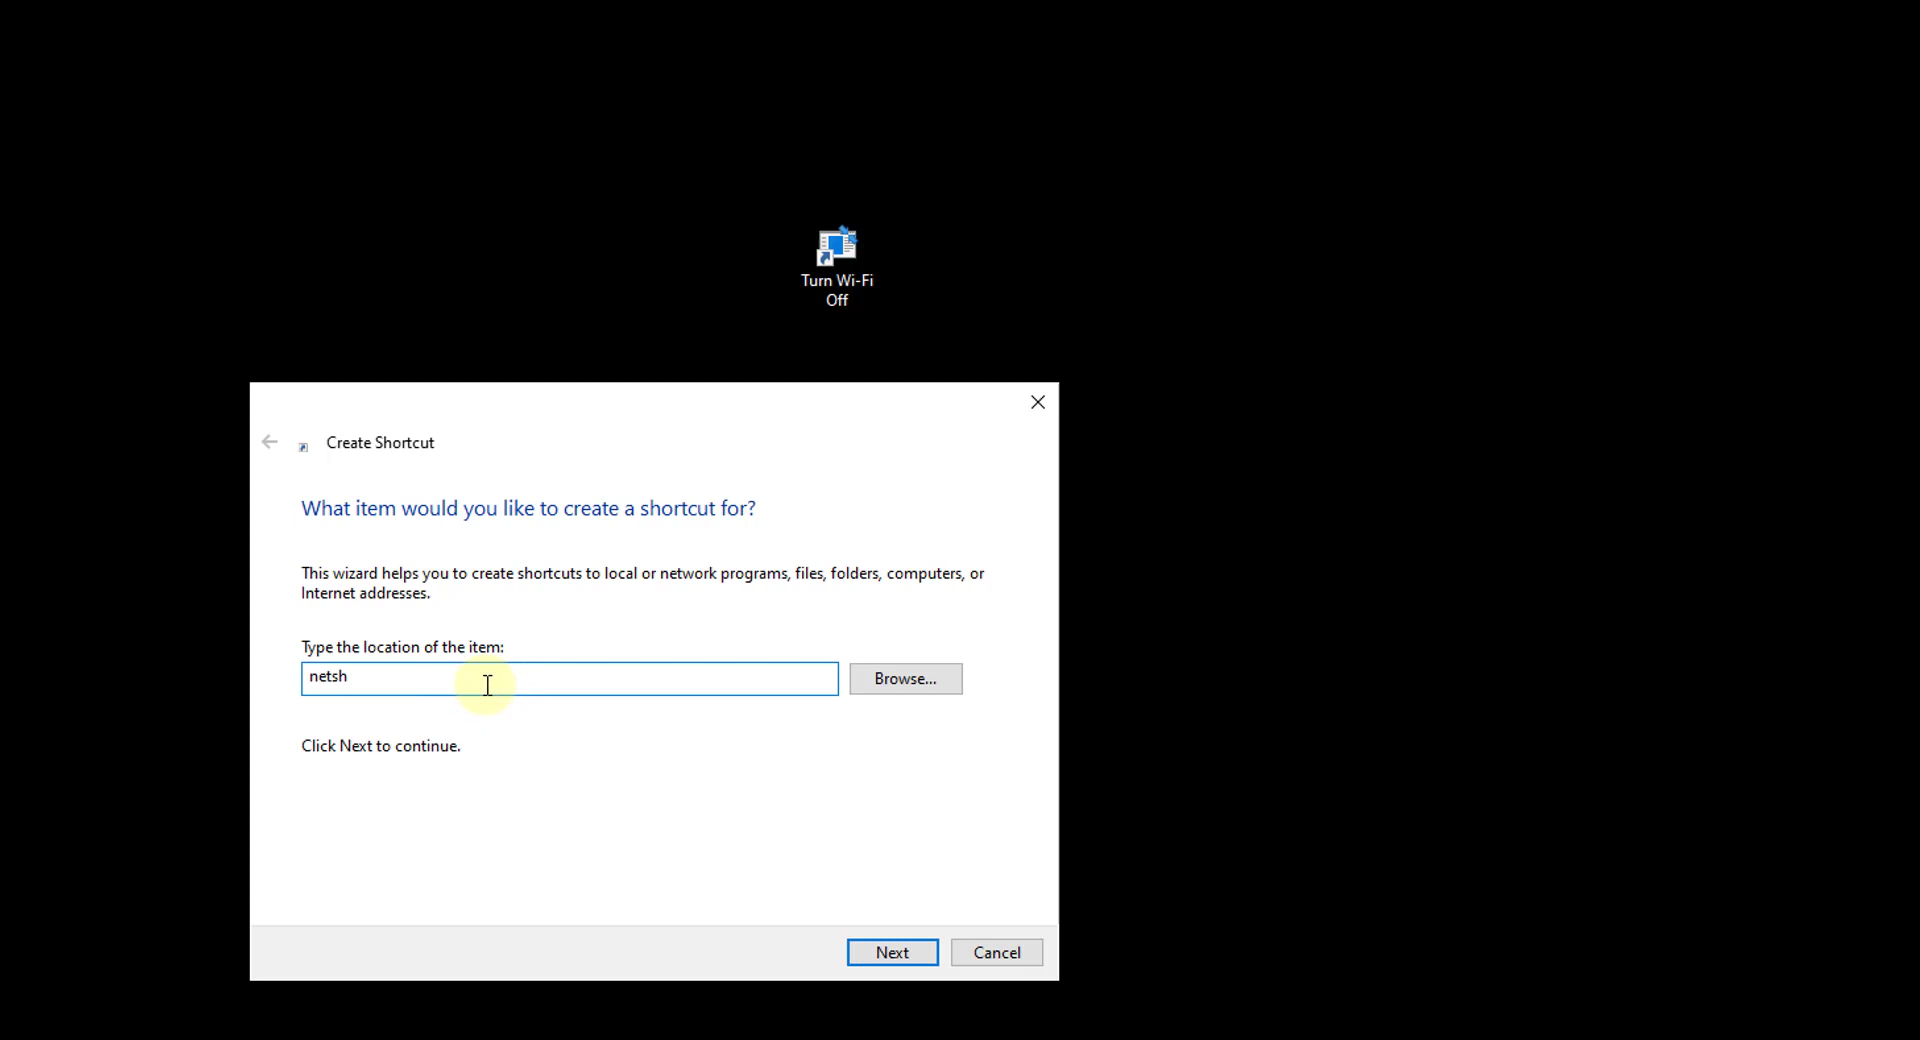 Turn Wi-Fi
Off
Create Shortcut
What item would you like to create a shortcut for?
This wizard helps you to create shortcuts to local or network programs, files, folders, computers, or
Internet addresses.
Type the location of the item:
netsh
Browse...
Click Next to continue.
Next
Cancel